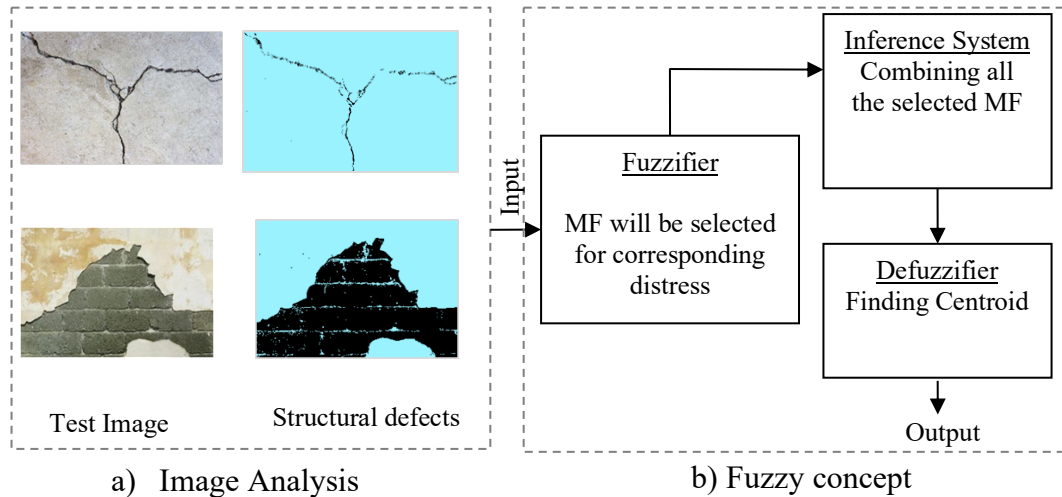 Test Image
Structural defects
a) Image Analysis
Input
Fuzzifier
MF will be selected
for corresponding
distress
Inference System
Combining all
the selected MF
Defuzzifier
Finding Centroid
Output
b) Fuzzy concept